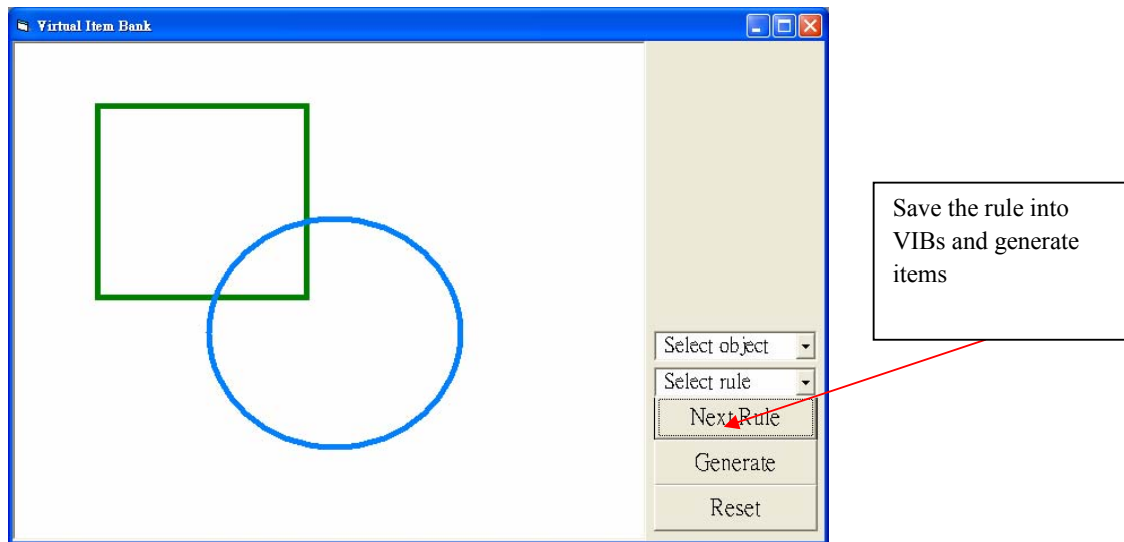 Virtual Item Bank
Save the rule into
VIBs and generate
items
Select object
Select rule
Next Rule
Generate
Reset